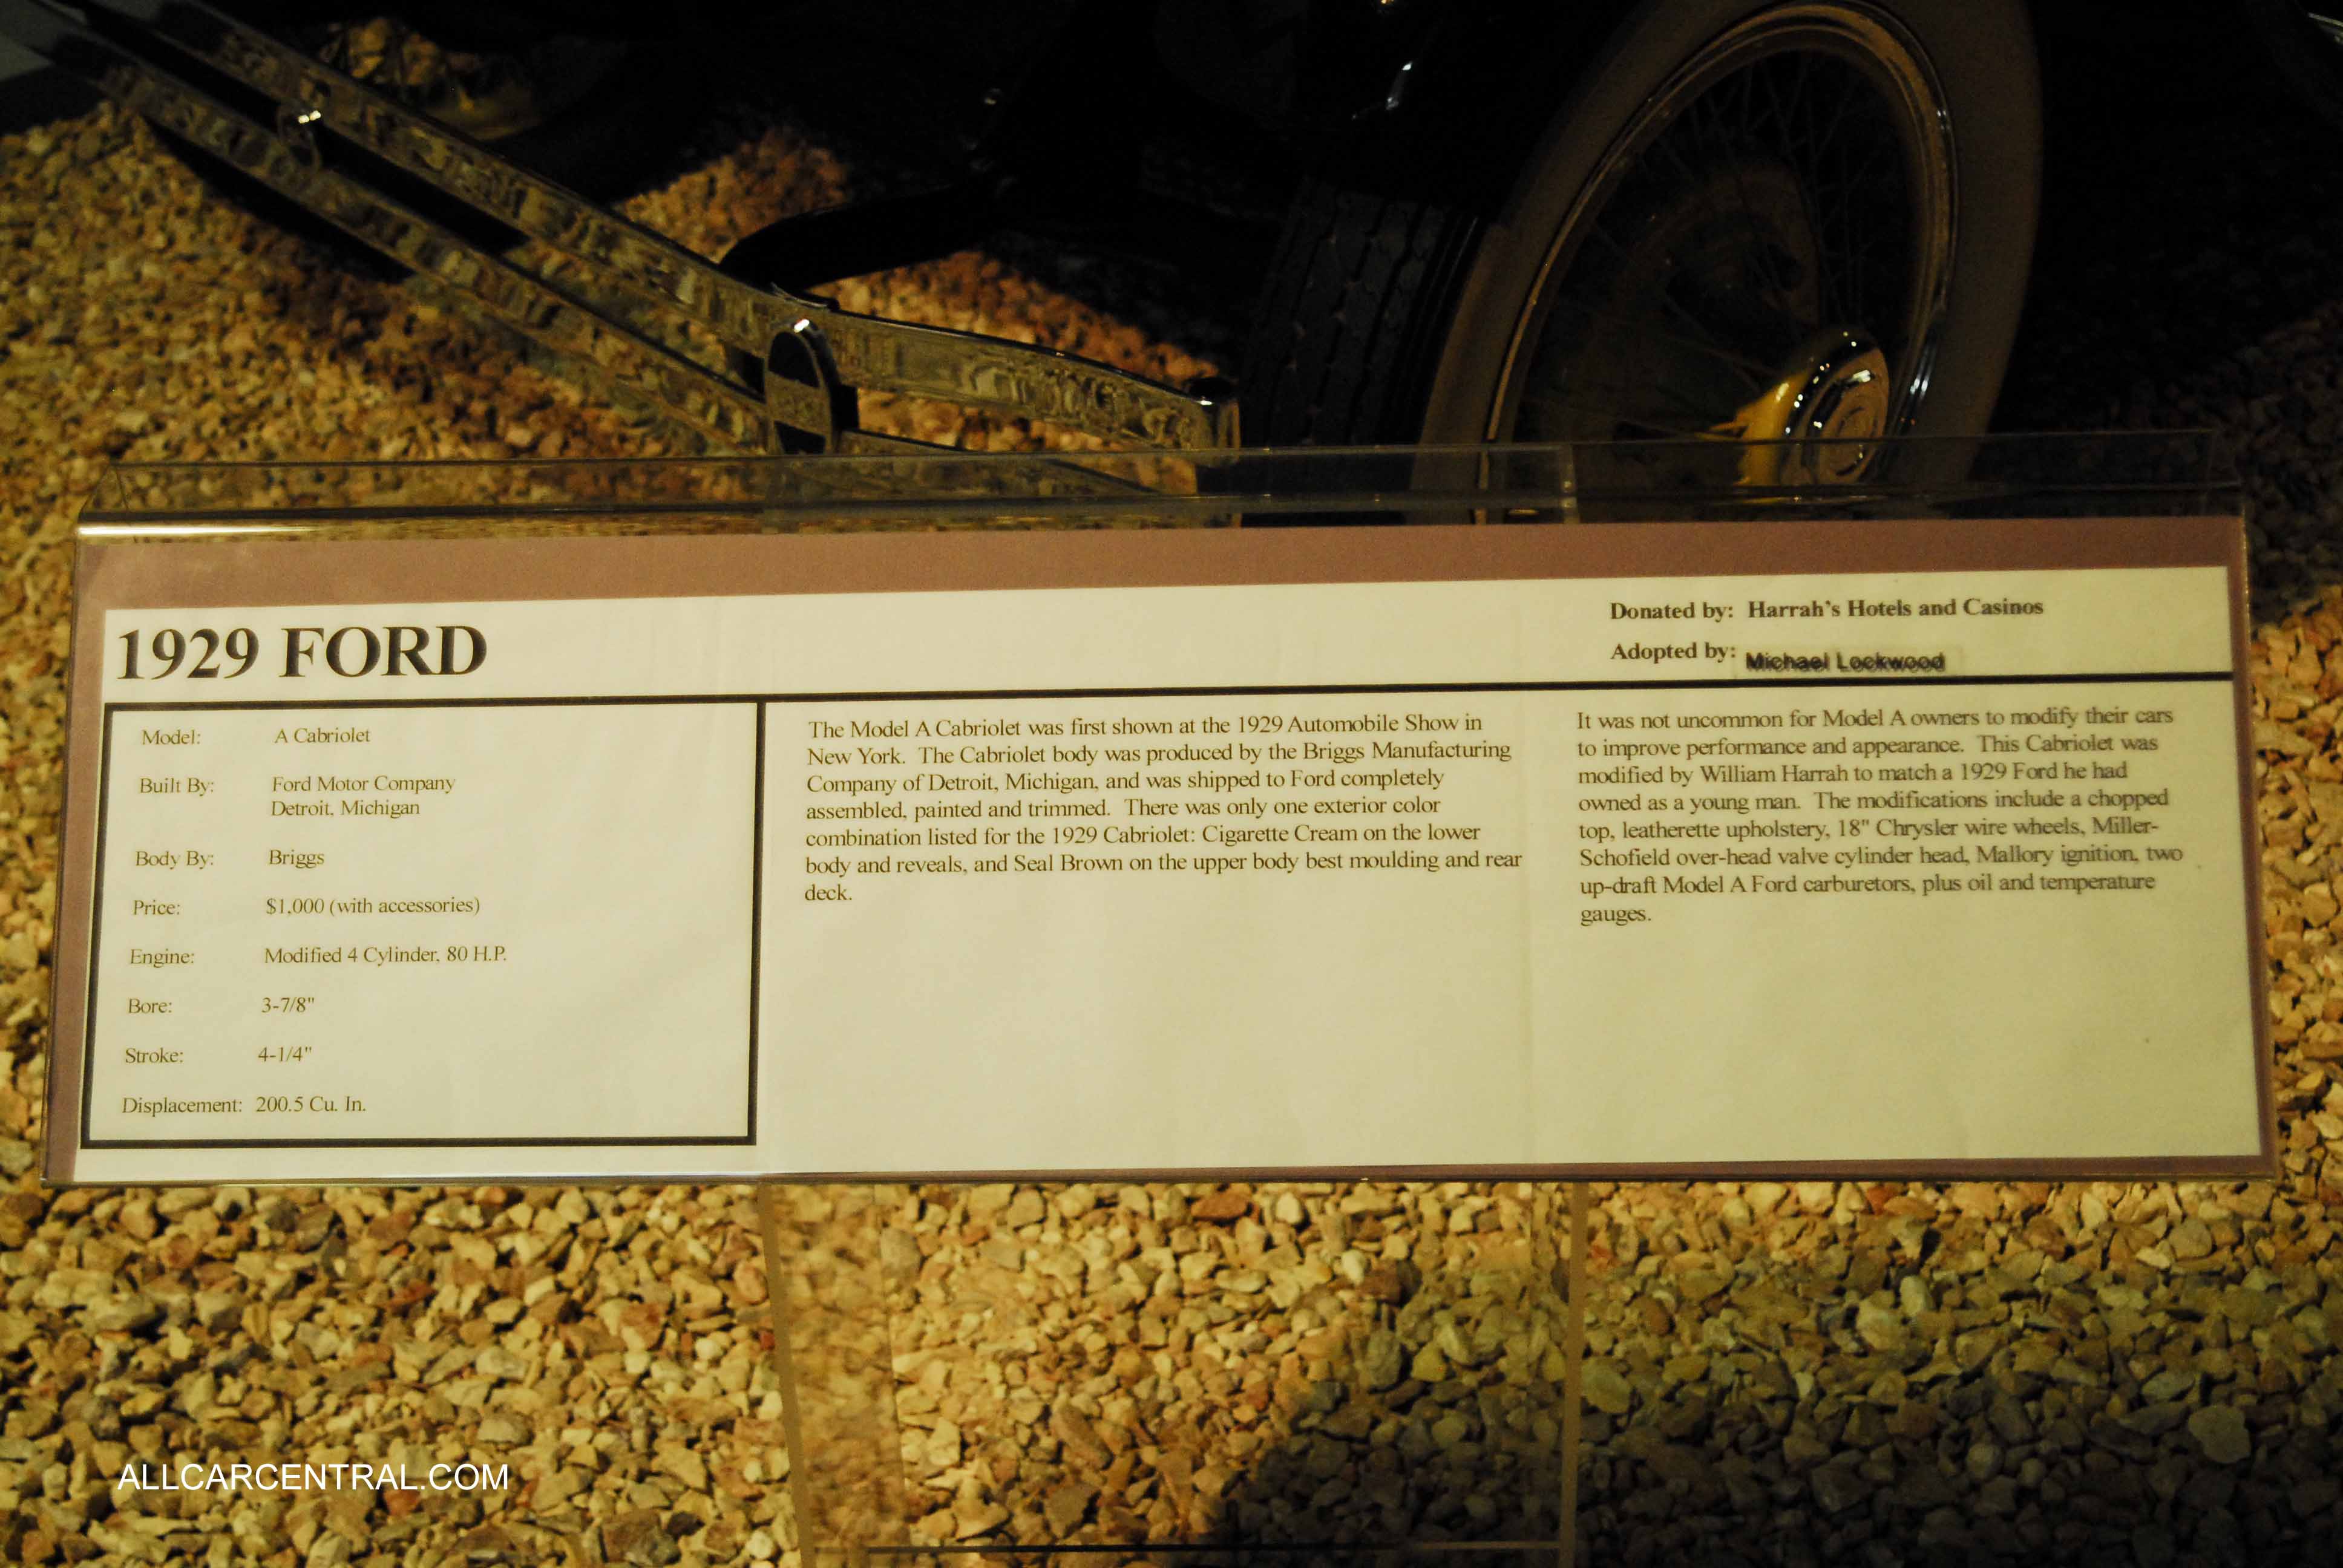 1929 FORD
Donated by: Harrah's Hotels and Casinos
Adopted by: Michael Lockwood
Model: A Cabriolet
Built By: Ford Motor Company
Detroit, Michigan
Body By: Briggs
Price: $1,000 (with accessories)
Engine: Modified 4 Cylinder, 80 H.P.
Bore: 3-7/8"
Stroke: 4-1/4"
Displacement: 200.5 Cu. In.
The Model A Cabriolet was first shown at the 1929 Automobile Show in
New York. The Cabriolet body was produced by the Briggs Manufacturing
Company of Detroit, Michigan, and was shipped to Ford completely
assembled, painted and trimmed. There was only one exterior color
combination listed for the 1929 Cabriolet: Cigarette Cream on the lower
body and reveals, and Seal Brown on the upper body best moulding and rear
deck.
It was not uncommon for Model A owners to modify their cars
to improve performance and appearance. This Cabriolet was
modified by William Harrah to match a 1929 Ford he had
owned as a young man. The modifications include a chopped
top, leatherette upholstery, 18" Chrysler wire wheels, Miller-
Schofield over-head valve cylinder head, Mallory ignition, two
up-draft Model A Ford carburetors, plus oil and temperature
gauges.
ALLCARCENTRAL.COM